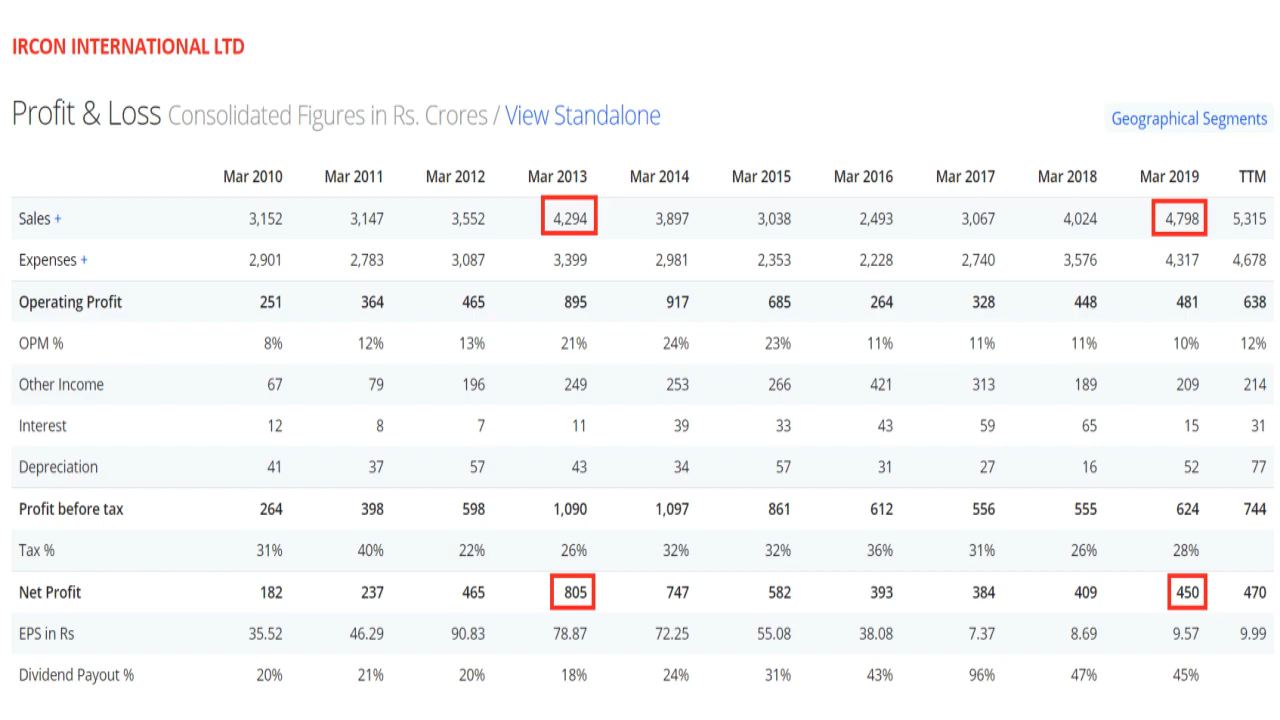 IRCON INTERNATIONAL LTD
Profit & Loss Consolidated Figures in Rs. Crores / View Standalone
Geographical Segments
Mar 2010 Mar 2011 Mar 2012 Mar 2013 Mar 2014 Mar 2015 Mar 2016 Mar 2017 Mar 2018 Mar 2019 TTM
Sales + 3,152 3,147 3,552 4,294 3,897 3,038 2,493 3,067 4,024 4,798 5,315
Expenses + 2,901 2,783 3,087 3,399 2,981 2,353 2,228 2,740 3,576 4,317 4,678
Operating Profit 251 364 465 895 917 685 264 328 448 481 638
OPM % 8% 12% 13% 21% 24% 23% 11% 11% 11% 10% 12%
Other Income 67 79 196 249 253 266 421 313 189 209 214
Interest 12 8 7 11 39 33 43 59 65 15 31
Depreciation 41 37 57 43 34 57 31 27 16 52 77
Profit before tax 264 398 598 1,090 1,097 861 612 556 555 624 744
Tax % 31% 40% 22% 26% 32% 32% 36% 31% 26% 28%
Net Profit 182 237 465 805 747 582 393 384 409 450 470
EPS in Rs 35.52 46.29 90.83 78.87 72.25 55.08 38.08 7.37 8.69 9.57 9.99
Dividend Payout % 20% 21% 20% 18% 24% 31% 43% 96% 47% 45%